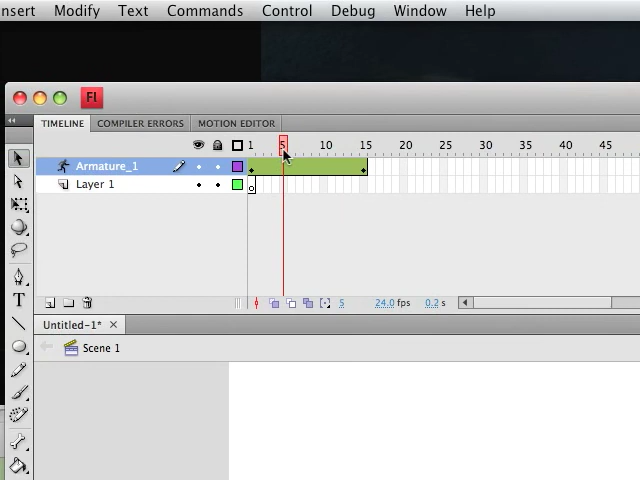 nsert Modify Text Commands Control Debug Window Help
Fl
TIMELINE COMPILER ERRORS MOTION EDITOR
1 5 10 15 20 25 30 35 40 45
Armature_1
Layer 1
5 24.0 fps 0.2 s
Untitled-1* ×
Scene 1
T